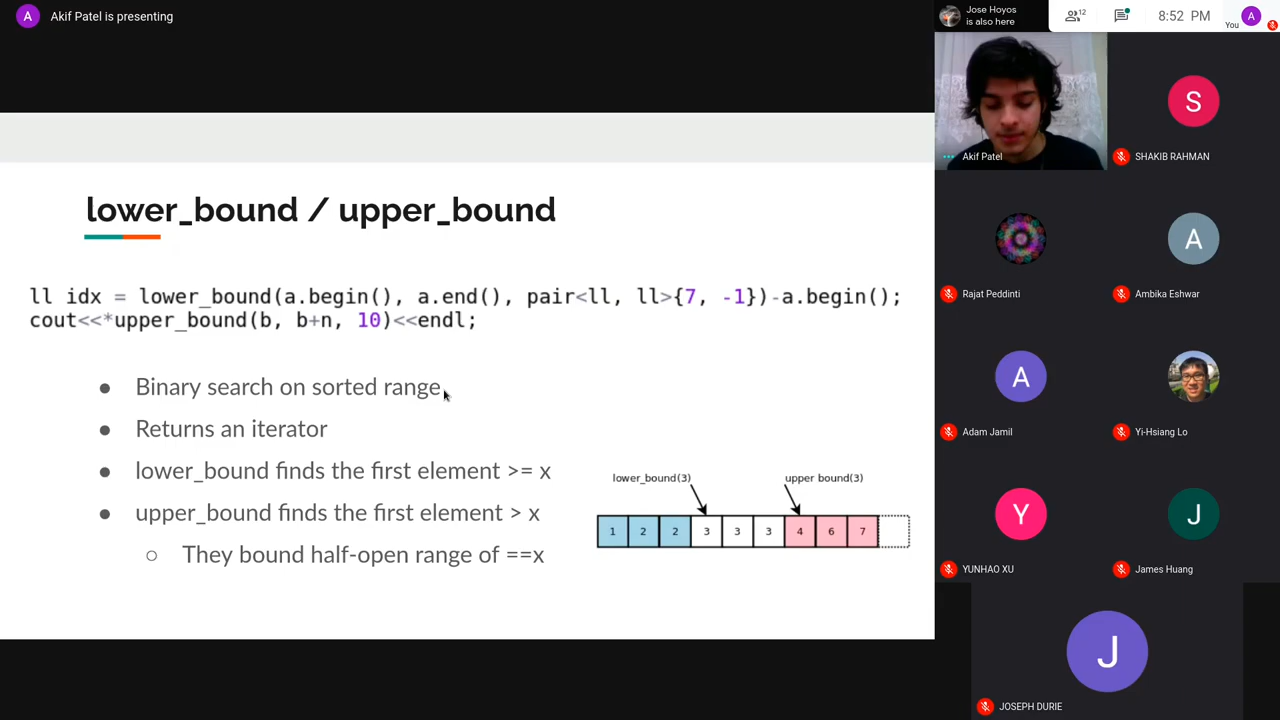 A Akif Patel is presenting
Jose Hoyos
is also here
12
8:52 PM
You
A
lower_bound / upper_bound
ll idx = lower_bound(a.begin(), a.end(), pair<ll, ll>{7, -1})-a.begin();
cout<<*upper_bound(b, b+n, 10)<<endl;
● Binary search on sorted range
● Returns an iterator
● lower_bound finds the first element >= x
● upper_bound finds the first element > x
○ They bound half-open range of ==x
lower_bound(3) upper bound(3)
1 2 2 3 3 3 4 6 7
Akif Patel
S
SHAKIB RAHMAN
Rajat Peddinti
A
Ambika Eshwar
A
Adam Jamil
Yi-Hsiang Lo
Y
YUNHAO XU
J
James Huang
J
JOSEPH DURIE